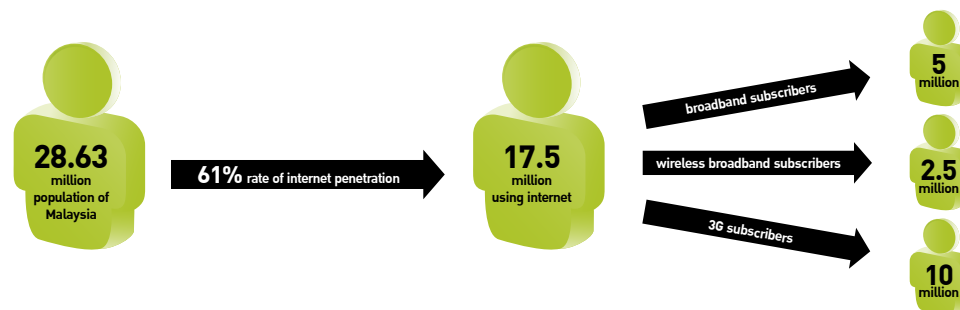 28.63
million
population of
Malaysia
61% rate of internet penetration
17.5
million
using internet
broadband subscribers
5
million
wireless broadband subscribers
2.5
million
3G subscribers
10
million